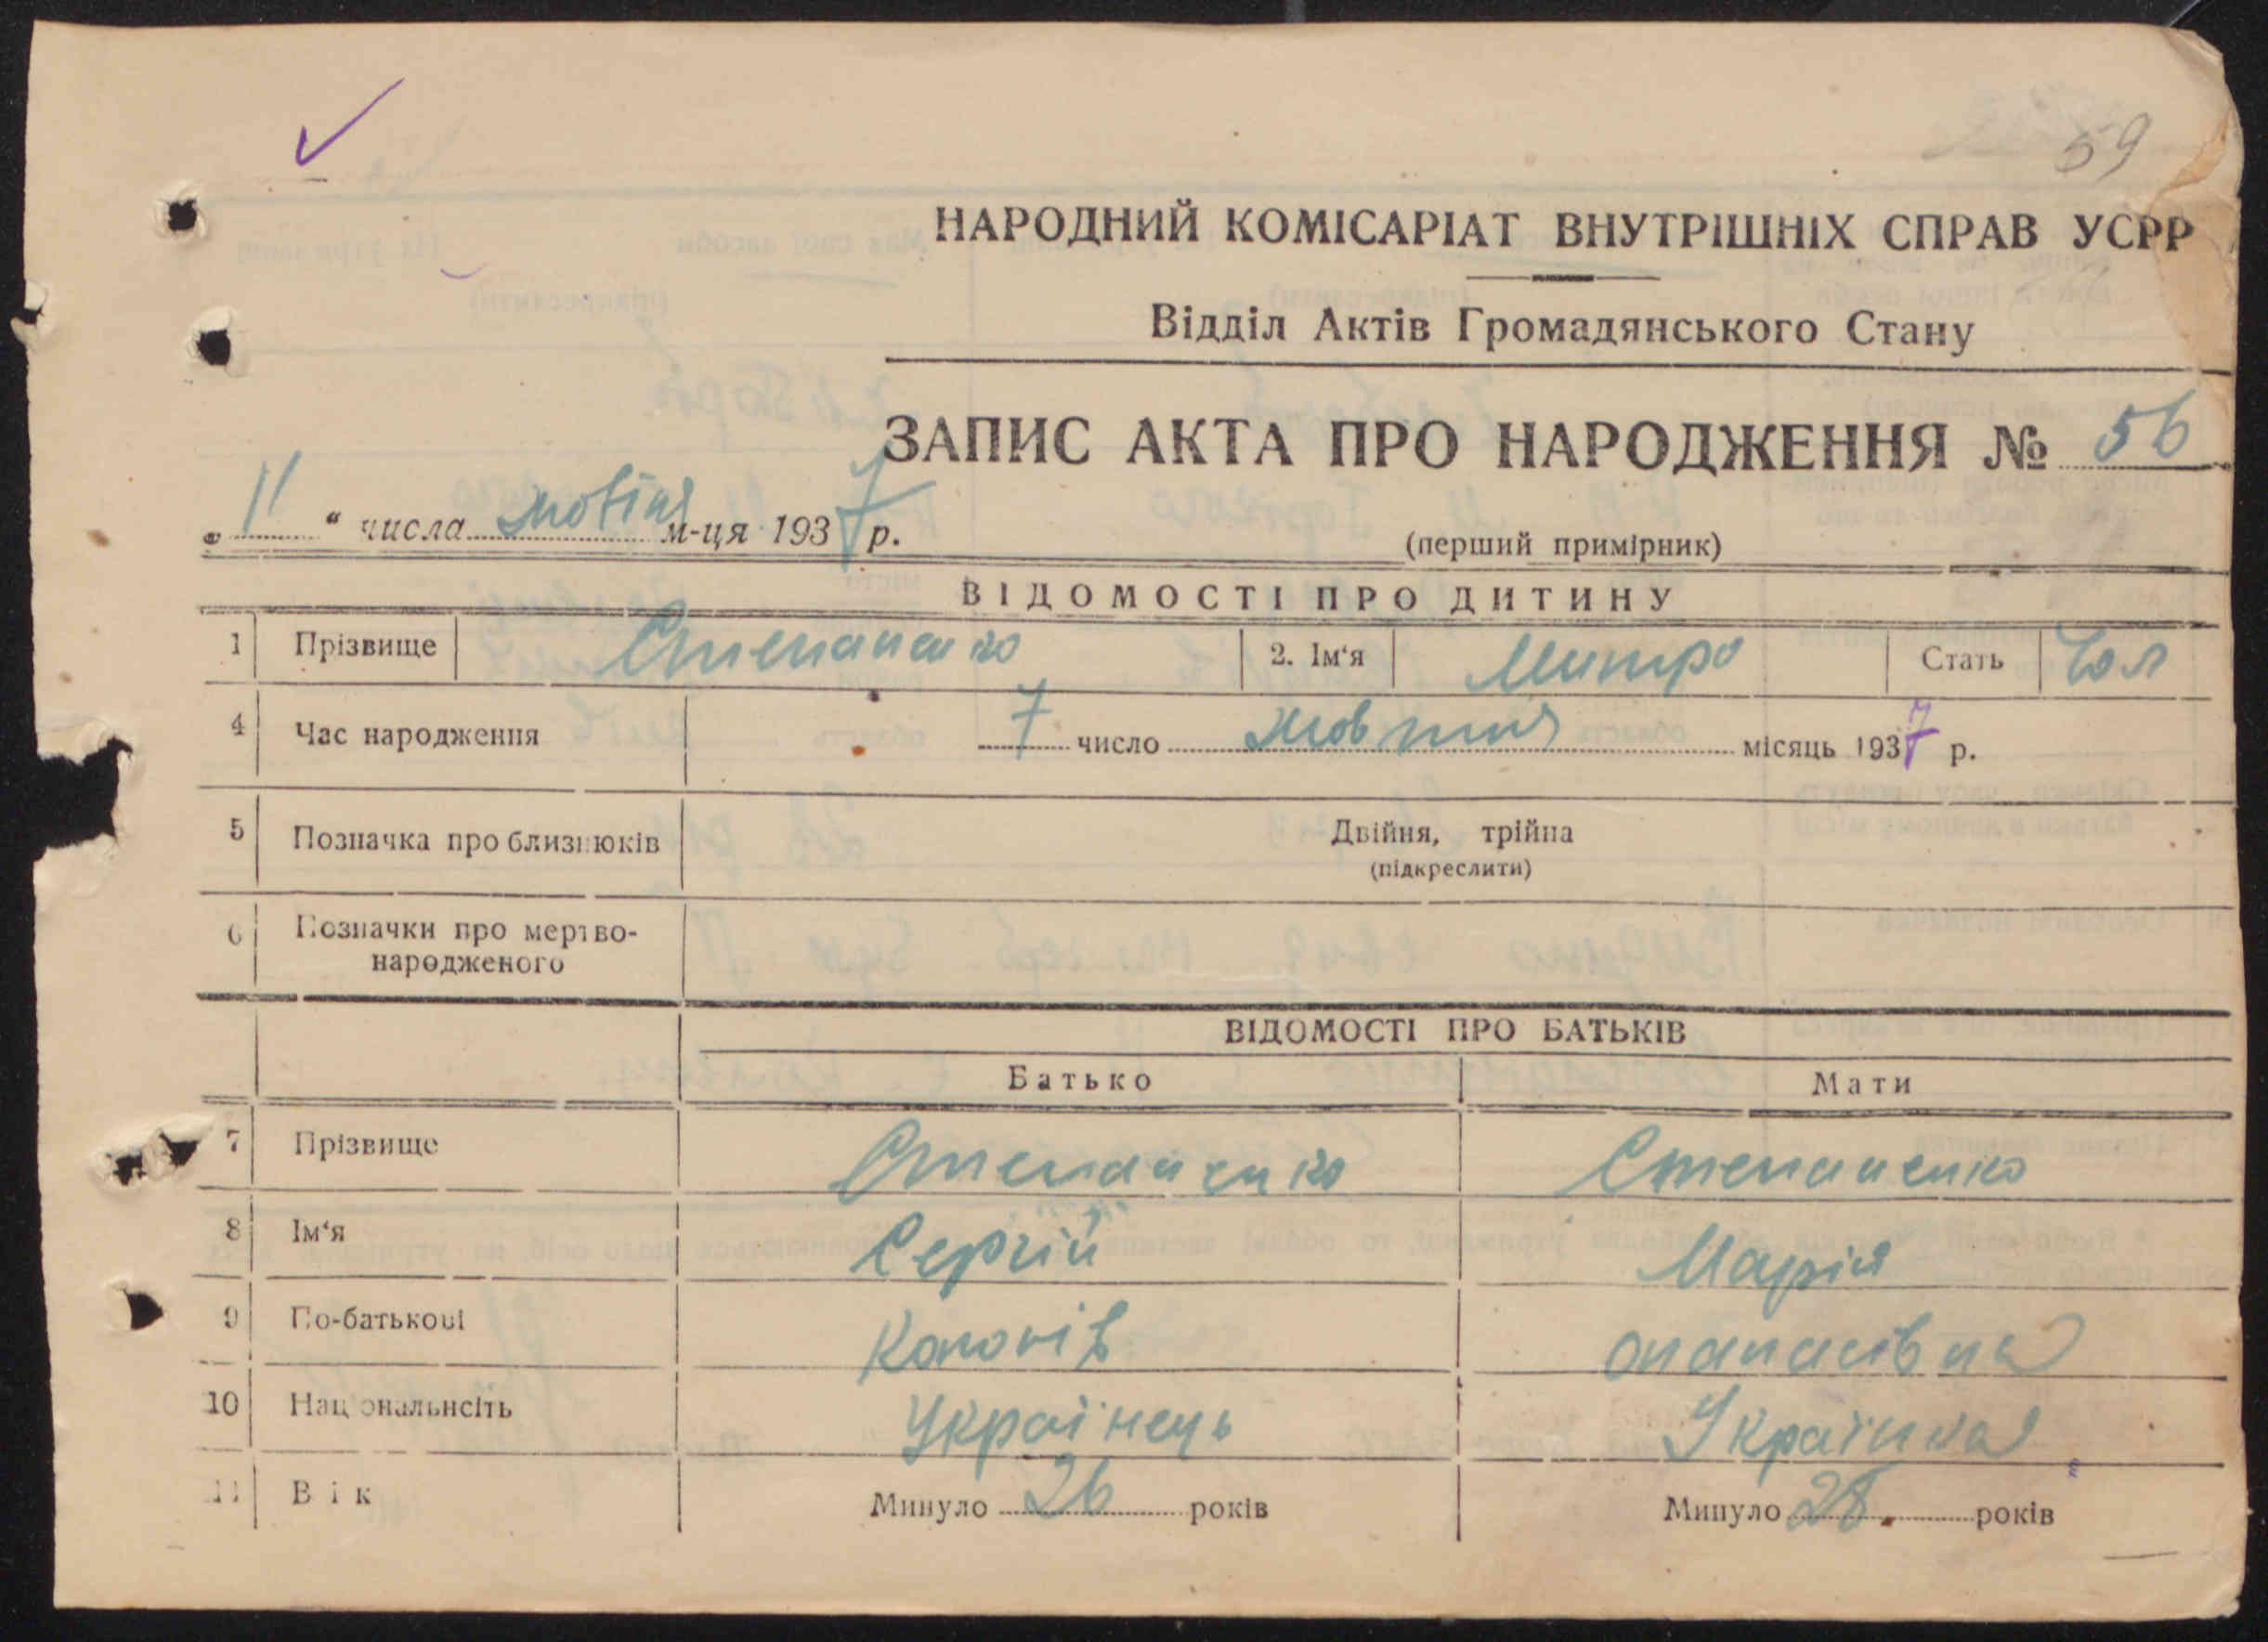 59
НАРОДНИЙ КОМІСАРІАТ ВНУТРІШНІХ СПРАВ УСРР
Відділ Актів Громадянського Стану
ЗАПИС АКТА ПРО НАРОДЖЕННЯ № 56
„ 11 “ числа жовтня м-ця 1937 р.
(перший примірник)
ВІДОМОСТІ ПРО ДИТИНУ
1 Прізвище Степаненко 2. Ім‘я Митро Стать Чол
4 Час народження 7 число жовтня місяць 1937 р.
5 Позначка про близнюків Двійня, трійна
(підкреслити)
6 Позначки про мертво-
народженого
ВІДОМОСТІ ПРО БАТЬКІВ
Батько Мати
7 Прізвище Степаненко Степаненко
8 Ім‘я Сергій Марія
9 По-батькові опанасівна
10 Національнсіть Українець Українка
11 Вік Минуло 26 років Минуло 28 років